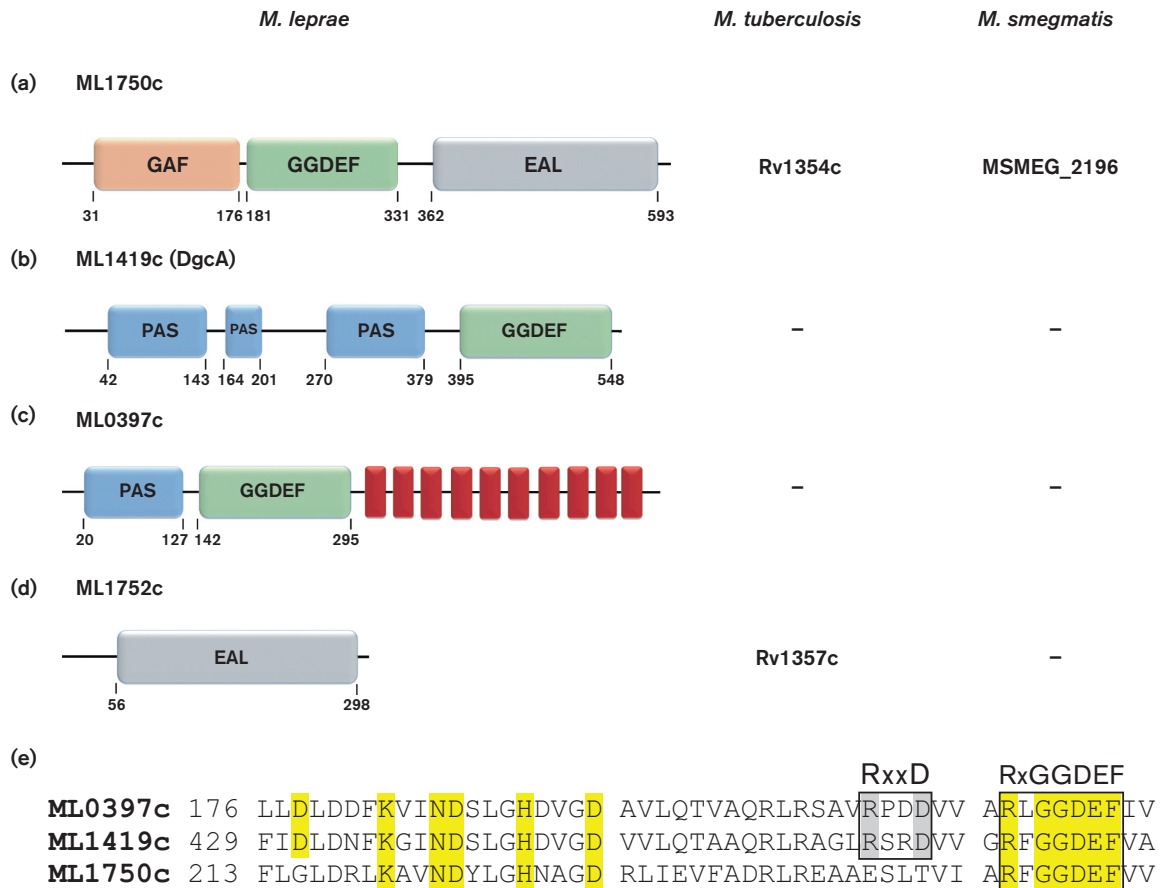 M. leprae M. tuberculosis M. smegmatis
(a) ML1750c
GAF GGDEF EAL Rv1354c MSMEG_2196
31 176 181 331 362 593
(b) ML1419c (DgcA)
PAS PAS PAS GGDEF – –
42 143 164 201 270 379 395 548
(c) ML0397c
PAS GGDEF – –
20 127 142 295
(d) ML1752c
EAL Rv1357c –
56 298
(e)
RxxD RxGGDEF
ML0397c 176 LLDLDDFKVINDSLGHDVGD AVLQTVAQRLRSAVRPDDVV ARLGGDEFIV
ML1419c 429 FIDLDNFKGINDSLGHDVGD VVLQTAAQRLRAGLRSRDVV GRFGGDEFVA
ML1750c 213 FLGLDRLKAVNDYLGHNAGD RLIEVFADRLREAAESLTVI ARFGGDEFVV